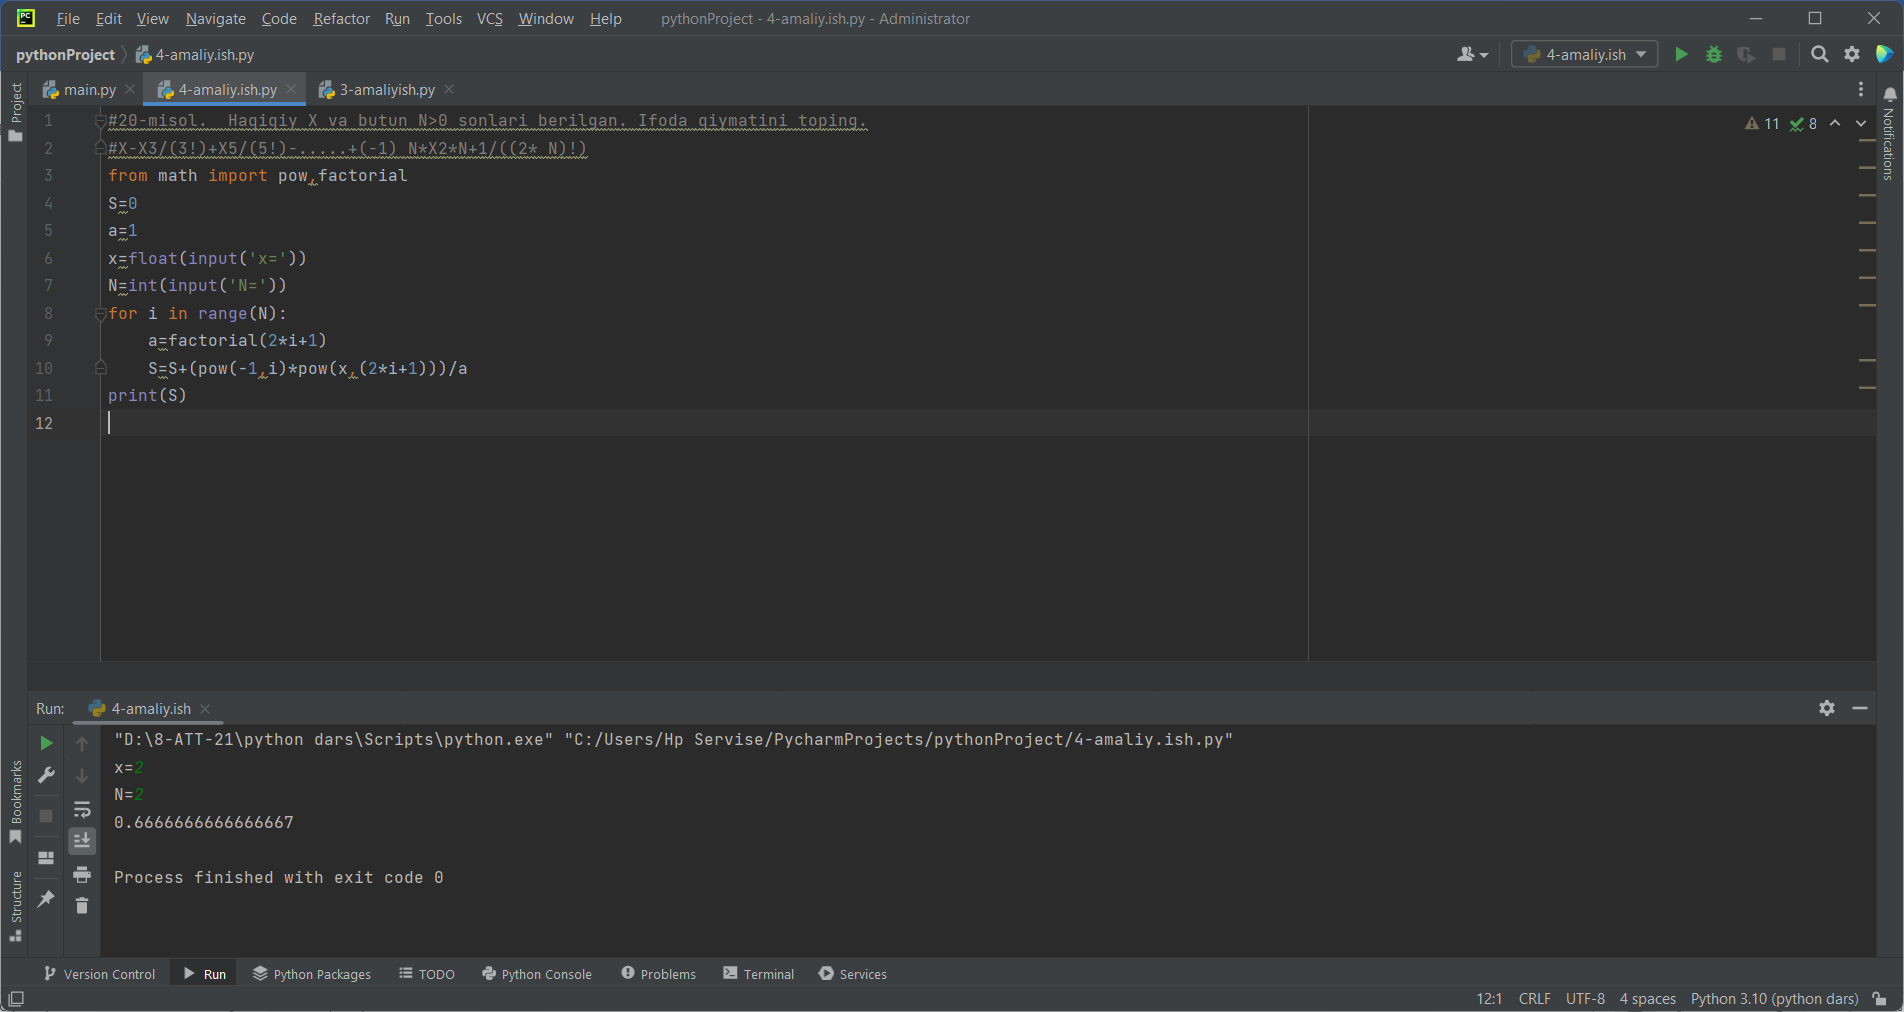 PC File Edit View Navigate Code Refactor Run Tools VCS Window Help pythonProject - 4-amaliy.ish.py - Administrator
pythonProject 4-amaliy.ish.py 4-amaliy.ish
Project main.py 4-amaliy.ish.py 3-amaliyish.py Notifications
11 8
1 #20-misol.  Haqiqiy X va butun N>0 sonlari berilgan. Ifoda qiymatini toping.
2 #X-X3/(3!)+X5/(5!)-.....+(-1) N*X2*N+1/((2* N)!)
3 from math import pow,factorial
4 S=0
5 a=1
6 x=float(input('x='))
7 N=int(input('N='))
8 for i in range(N):
9     a=factorial(2*i+1)
10     S=S+(pow(-1,i)*pow(x,(2*i+1)))/a
11 print(S)
12
Run: 4-amaliy.ish
"D:\8-ATT-21\python dars\Scripts\python.exe" "C:/Users/Hp Servise/PycharmProjects/pythonProject/4-amaliy.ish.py"
x=2
N=2
0.6666666666666667
Process finished with exit code 0
Bookmarks
Structure
Version Control Run Python Packages TODO Python Console Problems Terminal Services
12:1 CRLF UTF-8 4 spaces Python 3.10 (python dars)